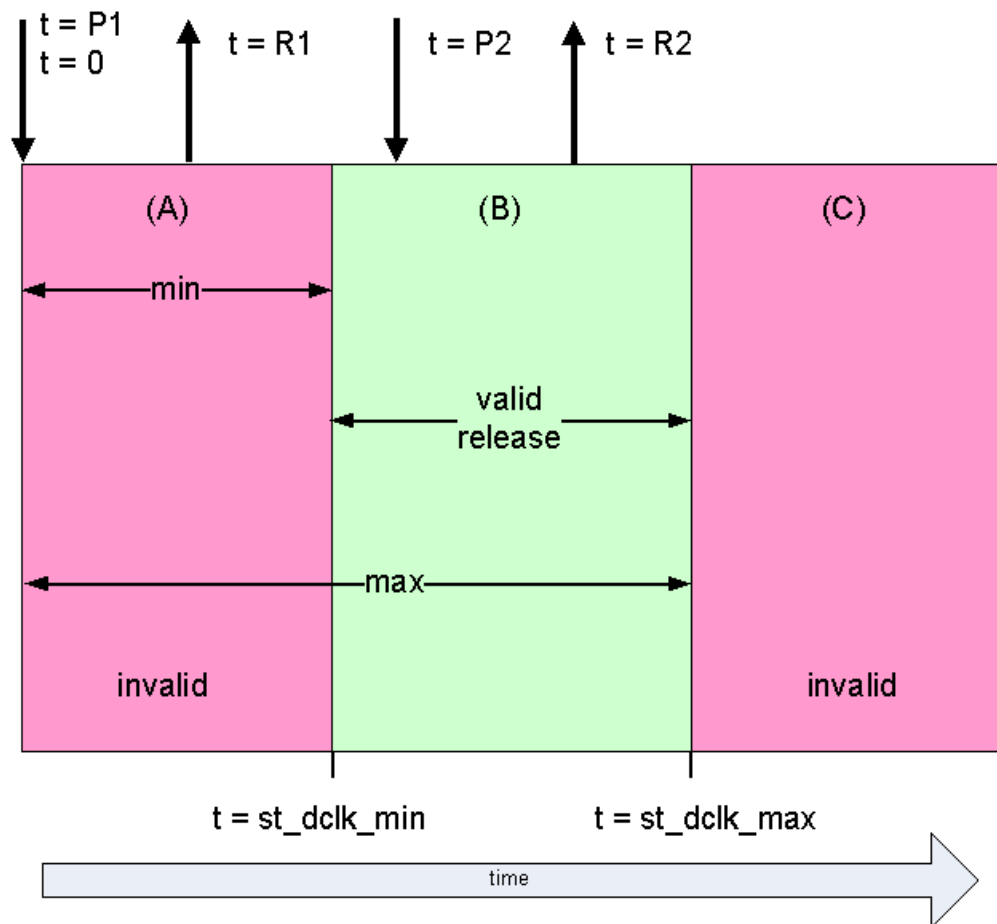 t = P1
t = 0
t = R1
t = P2
t = R2
(A)
(B)
(C)
min
valid
release
max
invalid
invalid
t = st_dclk_min
t = st_dclk_max
time